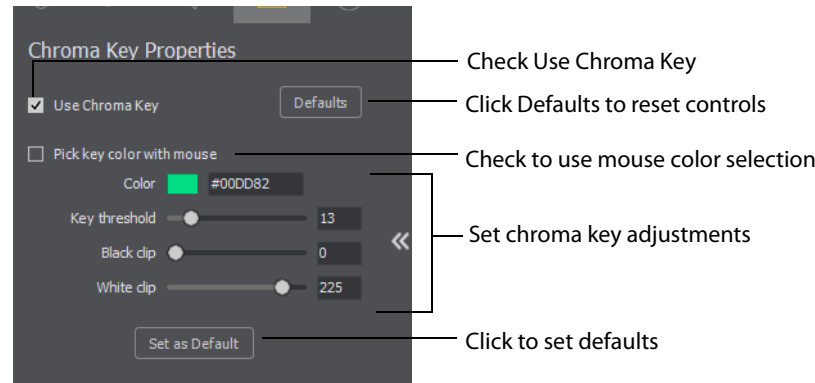 Chroma Key Properties
Check Use Chroma Key
Use Chroma Key
Defaults
Click Defaults to reset controls
Pick key color with mouse
Check to use mouse color selection
Color
#00DD82
Key threshold
13
Set chroma key adjustments
Black clip
0
White clip
225
Set as Default
Click to set defaults